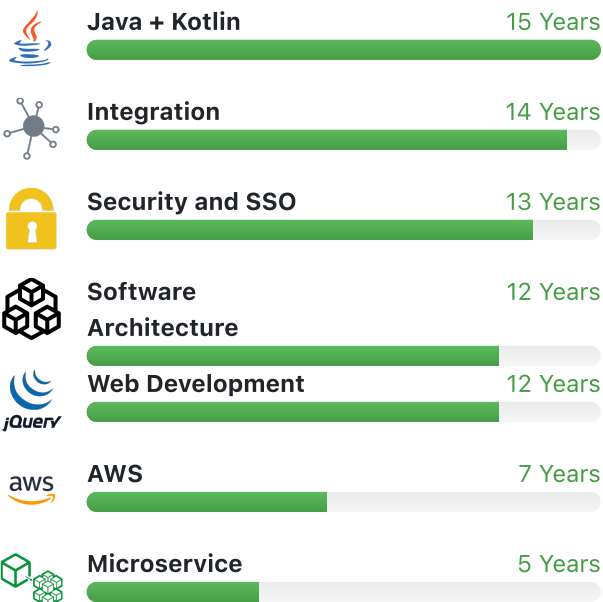 Java + Kotlin 15 Years
Integration 14 Years
Security and SSO 13 Years
Software 12 Years
Architecture
jQuery Web Development 12 Years
aws AWS 7 Years
Microservice 5 Years